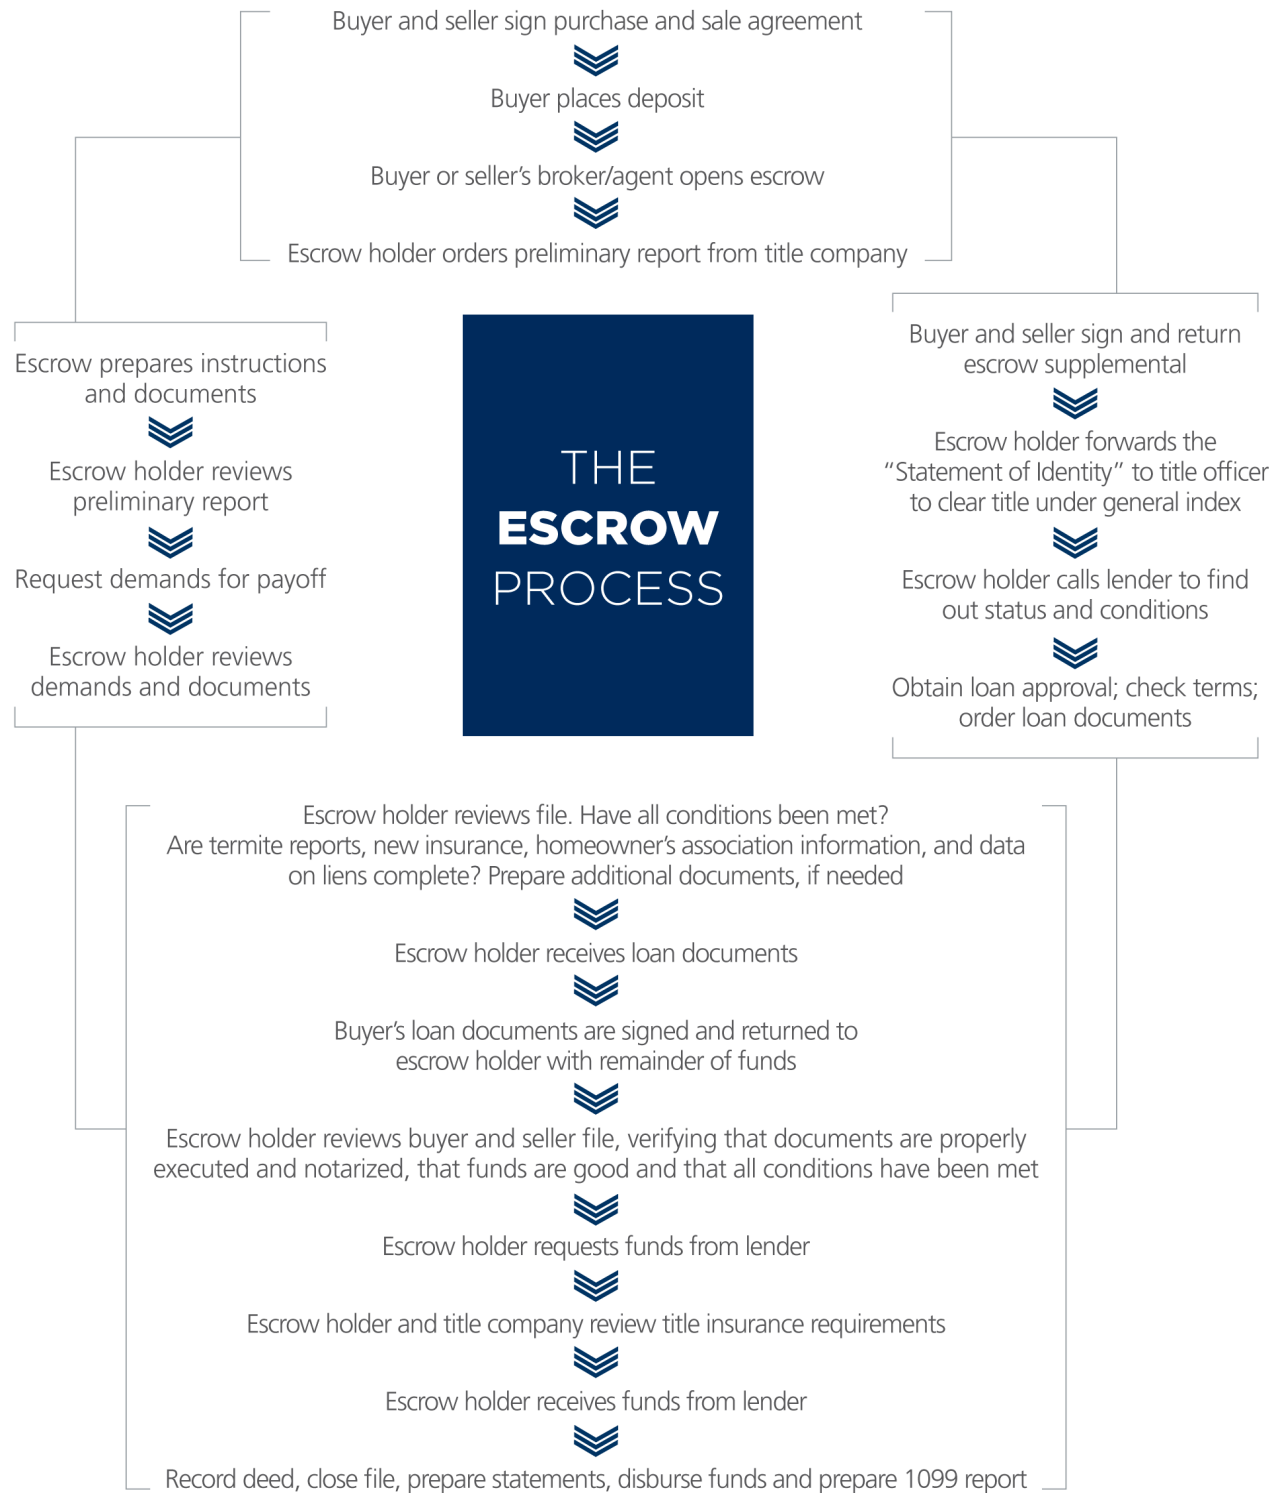 Buyer and seller sign purchase and sale agreement
Buyer places deposit
Buyer or seller’s broker/agent opens escrow
Escrow holder orders preliminary report from title company
Escrow prepares instructions
and documents
Escrow holder reviews
preliminary report
Request demands for payoff
Escrow holder reviews
demands and documents
THE
ESCROW
PROCESS
Buyer and seller sign and return
escrow supplemental
Escrow holder forwards the
“Statement of Identity” to title officer
to clear title under general index
Escrow holder calls lender to find
out status and conditions
Obtain loan approval; check terms;
order loan documents
Escrow holder reviews file. Have all conditions been met?
Are termite reports, new insurance, homeowner’s association information, and data
on liens complete? Prepare additional documents, if needed
Escrow holder receives loan documents
Buyer’s loan documents are signed and returned to
escrow holder with remainder of funds
Escrow holder reviews buyer and seller file, verifying that documents are properly
executed and notarized, that funds are good and that all conditions have been met
Escrow holder requests funds from lender
Escrow holder and title company review title insurance requirements
Escrow holder receives funds from lender
Record deed, close file, prepare statements, disburse funds and prepare 1099 report